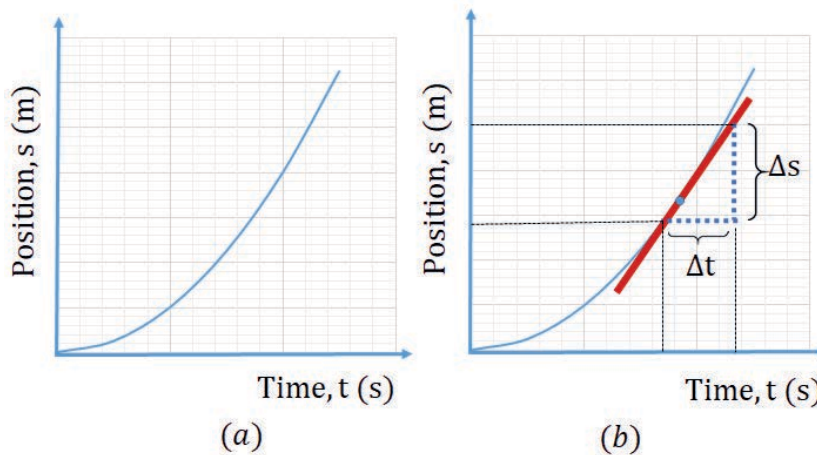 Position, s (m)
Time, t (s)
(a)
Position, s (m)
Δs
Δt
Time, t (s)
(b)